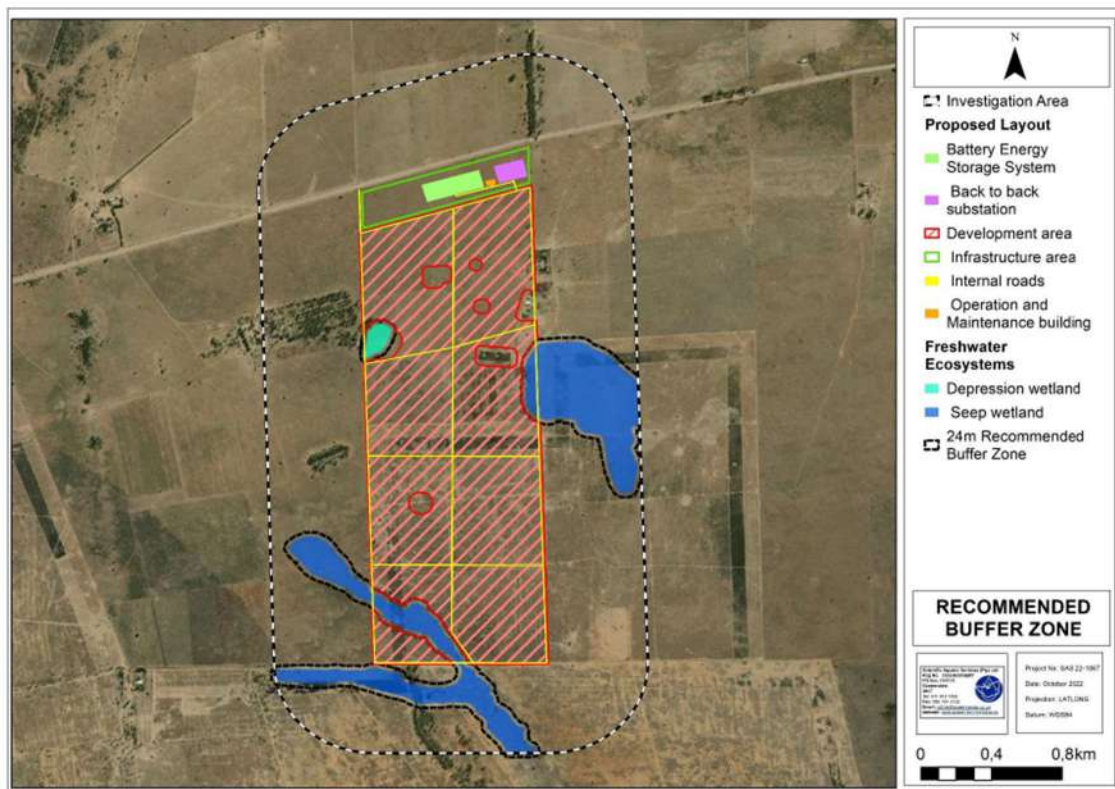 N
Investigation Area
Proposed Layout
Battery Energy
Storage System
Back to back
substation
Development area
Infrastructure area
Internal roads
Operation and
Maintenance building
Freshwater
Ecosystems
Depression wetland
Seep wetland
24m Recommended
Buffer Zone
RECOMMENDED
BUFFER ZONE
Project No: SAS 22-1067
Date: October 2022
Projection: LATLONG
Datum: WGS84
0 0,4 0,8km